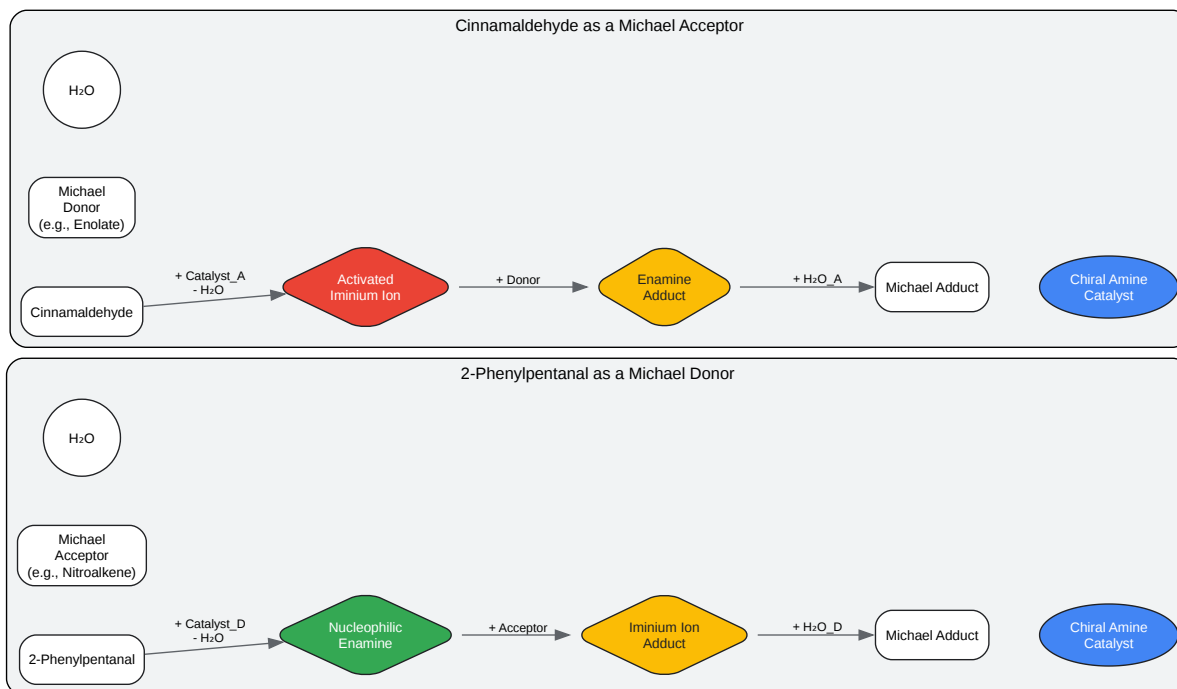 Cinnamaldehyde as a Michael Acceptor
H₂O
Michael
Donor
(e.g., Enolate)
Cinnamaldehyde
+ Catalyst_A
- H₂O
Activated
Iminium Ion
+ Donor
Enamine
Adduct
+ H₂O_A
Michael Adduct
Chiral Amine
Catalyst
2-Phenylpentanal as a Michael Donor
H₂O
Michael
Acceptor
(e.g., Nitroalkene)
2-Phenylpentanal
+ Catalyst_D
- H₂O
Nucleophilic
Enamine
+ Acceptor
Iminium Ion
Adduct
+ H₂O_D
Michael Adduct
Chiral Amine
Catalyst